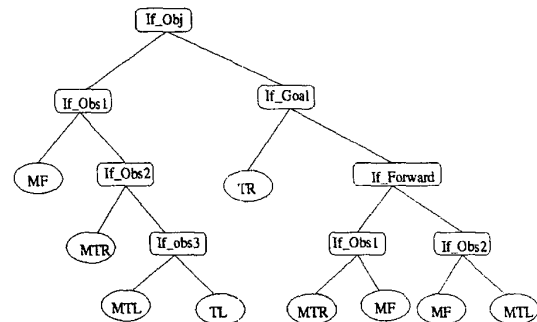 If_Obj
If_Obs1
If_Goal
MF
If_Obs2
TR
If_Forward
MTR
If_obs3
If_Obs1
If_Obs2
MTL
TL
MTR
MF
MF
MTL